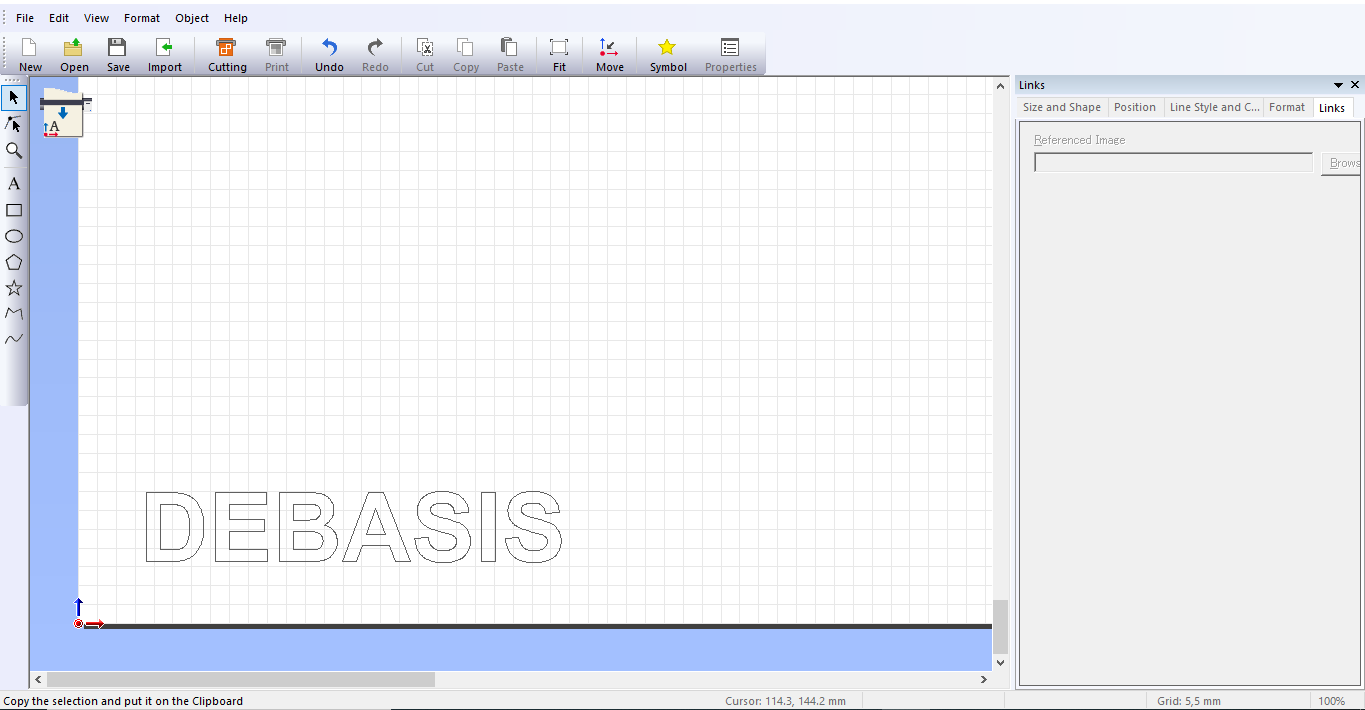 File Edit View Format Object Help
New Open Save Import Cutting Print Undo Redo Cut Copy Paste Fit Move Symbol Properties
Links
Size and Shape Position Line Style and C... Format Links
Referenced Image
Brows
A
A
DEBASIS
Copy the selection and put it on the Clipboard Cursor: 114.3, 144.2 mm Grid: 5,5 mm 100%